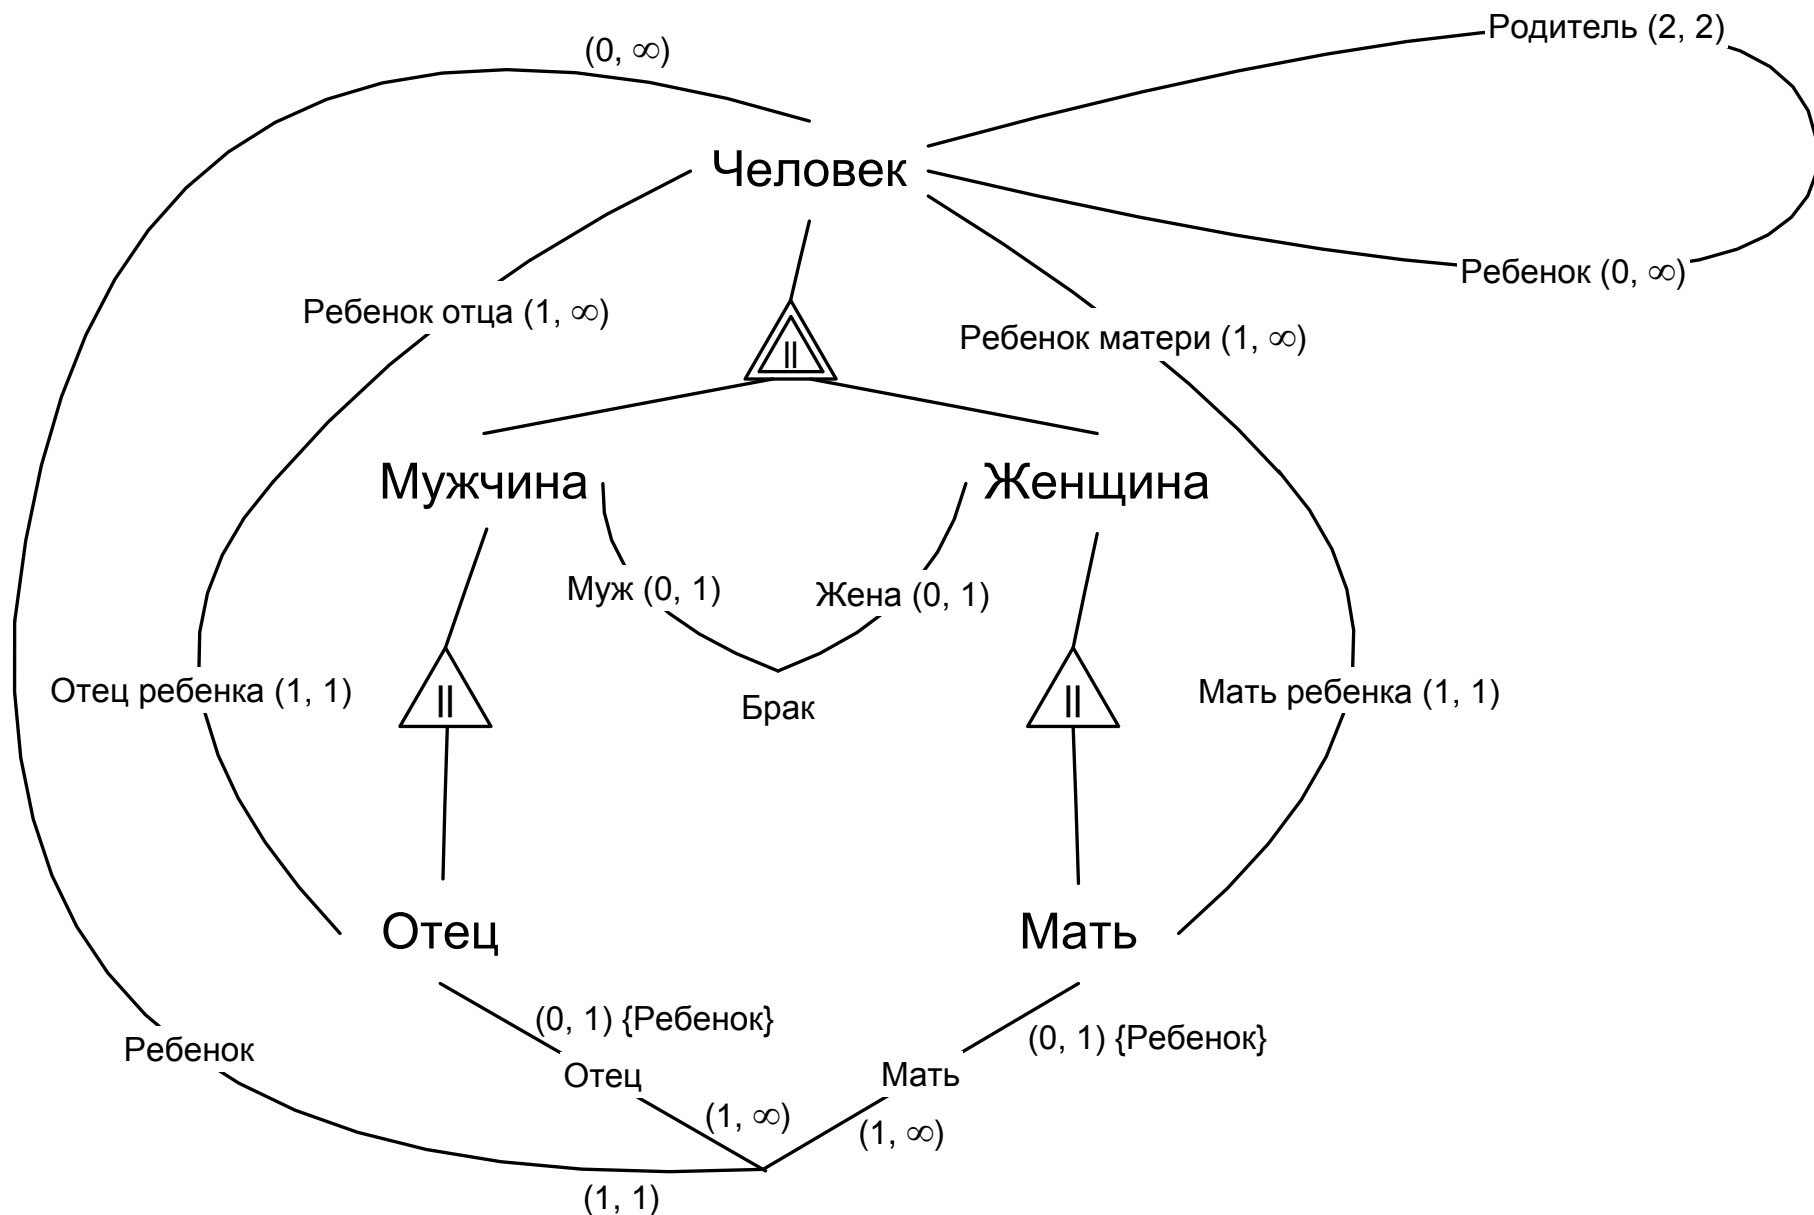 Родитель (2, 2)
(0, ∞)
Человек
Ребенок (0, ∞)
Ребенок отца (1, ∞)
Ребенок матери (1, ∞)
||
Мужчина
Женщина
Муж (0, 1)
Жена (0, 1)
Отец ребенка (1, 1)
||
Брак
||
Мать ребенка (1, 1)
Отец
Мать
(0, 1) {Ребенок}
(0, 1) {Ребенок}
Ребенок
Отец
Мать
(1, ∞)
(1, ∞)
(1, 1)